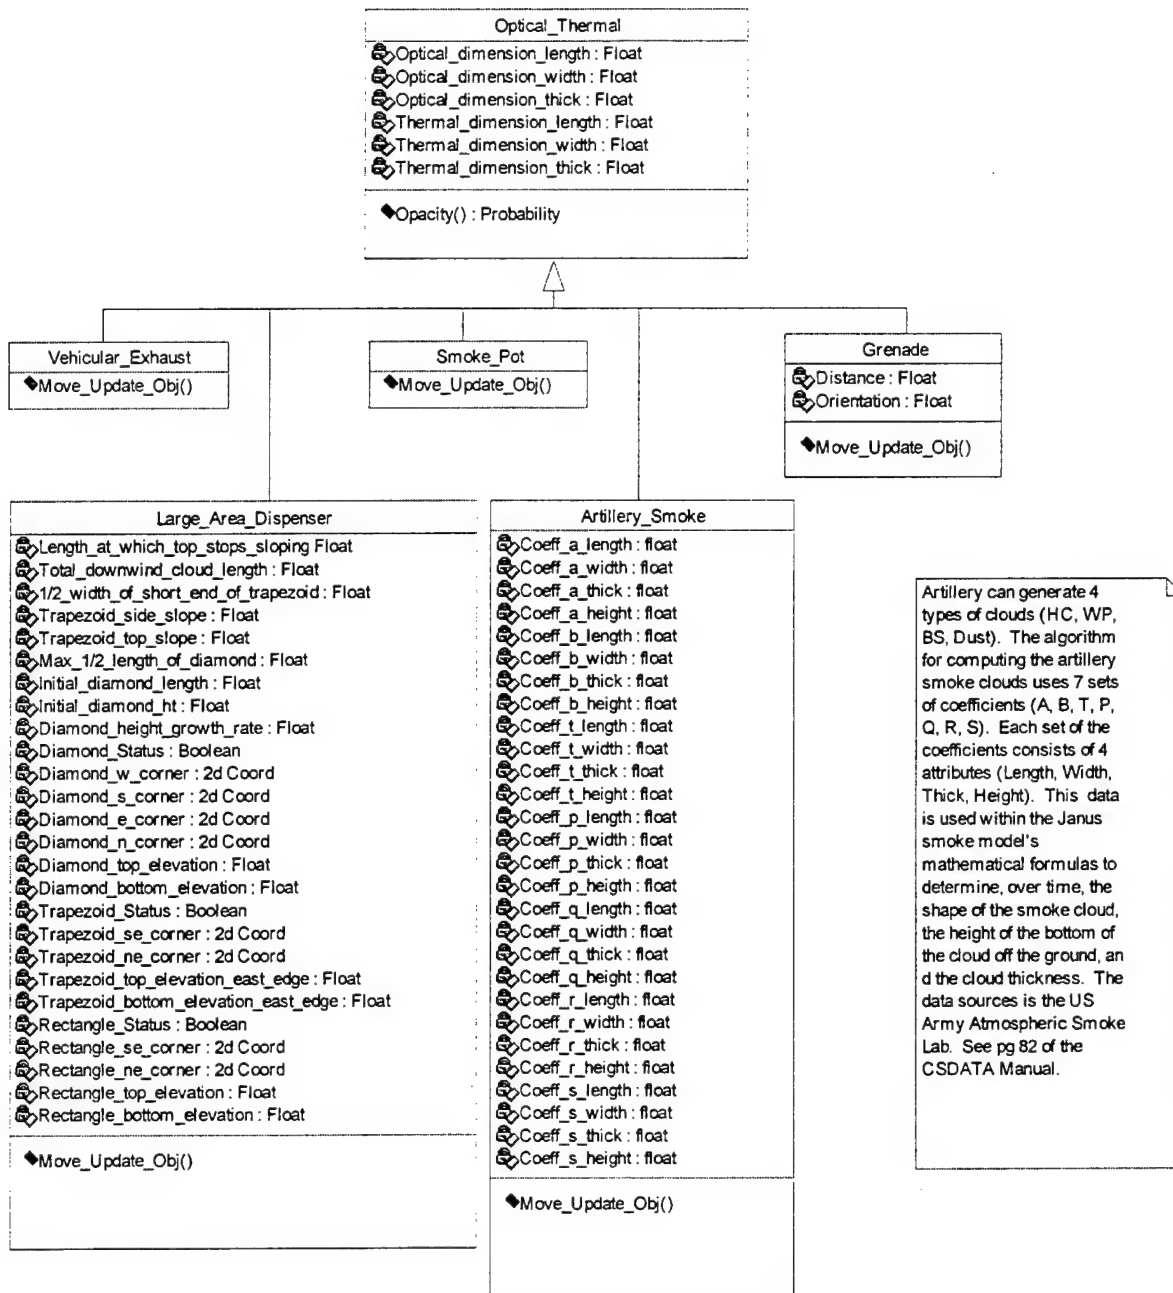 Optical_Thermal
Optical_dimension_length : Float
Optical_dimension_width : Float
Optical_dimension_thick : Float
Thermal_dimension_length : Float
Thermal_dimension_width : Float
Thermal_dimension_thick : Float
Opacity() : Probability
Vehicular_Exhaust
Move_Update_Obj()
Smoke_Pot
Move_Update_Obj()
Grenade
Distance : Float
Orientation : Float
Move_Update_Obj()
Large_Area_Dispenser
Length_at_which_top_stops_sloping Float
Total_downwind_cloud_length : Float
1/2_width_of_short_end_of_trapezoid : Float
Trapezoid_side_slope : Float
Trapezoid_top_slope : Float
Max_1/2_length_of_diamond : Float
Initial_diamond_length : Float
Initial_diamond_ht : Float
Diamond_height_growth_rate : Float
Diamond_Status : Boolean
Diamond_w_corner : 2d Coord
Diamond_s_corner : 2d Coord
Diamond_e_corner : 2d Coord
Diamond_n_corner : 2d Coord
Diamond_top_elevation : Float
Diamond_bottom_elevation : Float
Trapezoid_Status : Boolean
Trapezoid_se_corner : 2d Coord
Trapezoid_ne_corner : 2d Coord
Trapezoid_top_elevation_east_edge : Float
Trapezoid_bottom_elevation_east_edge : Float
Rectangle_Status : Boolean
Rectangle_se_corner : 2d Coord
Rectangle_ne_corner : 2d Coord
Rectangle_top_elevation : Float
Rectangle_bottom_elevation : Float
Move_Update_Obj()
Artillery_Smoke
Coeff_a_length : float
Coeff_a_width : float
Coeff_a_thick : float
Coeff_a_height : float
Coeff_b_length : float
Coeff_b_width : float
Coeff_b_thick : float
Coeff_b_height : float
Coeff_t_length : float
Coeff_t_width : float
Coeff_t_thick : float
Coeff_t_height : float
Coeff_p_length : float
Coeff_p_width : float
Coeff_p_thick : float
Coeff_p_heigth : float
Coeff_q_length : float
Coeff_q_width : float
Coeff_q_thick : float
Coeff_q_height : float
Coeff_r_length : float
Coeff_r_width : float
Coeff_r_thick : float
Coeff_r_height : float
Coeff_s_length : float
Coeff_s_width : float
Coeff_s_thick : float
Coeff_s_height : float
Move_Update_Obj()
Artillery can generate 4
types of clouds (HC, WP,
BS, Dust). The algorithm
for computing the artillery
smoke clouds uses 7 sets
of coefficients (A, B, T, P,
Q, R, S). Each set of the
coefficients consists of 4
attributes (Length, Width,
Thick, Height). This data
is used within the Janus
smoke model's
mathematical formulas to
determine, over time, the
shape of the smoke cloud,
the height of the bottom of
the cloud off the ground, an
d the cloud thickness. The
data sources is the US
Army Atmospheric Smoke
Lab. See pg 82 of the
CSDATA Manual.